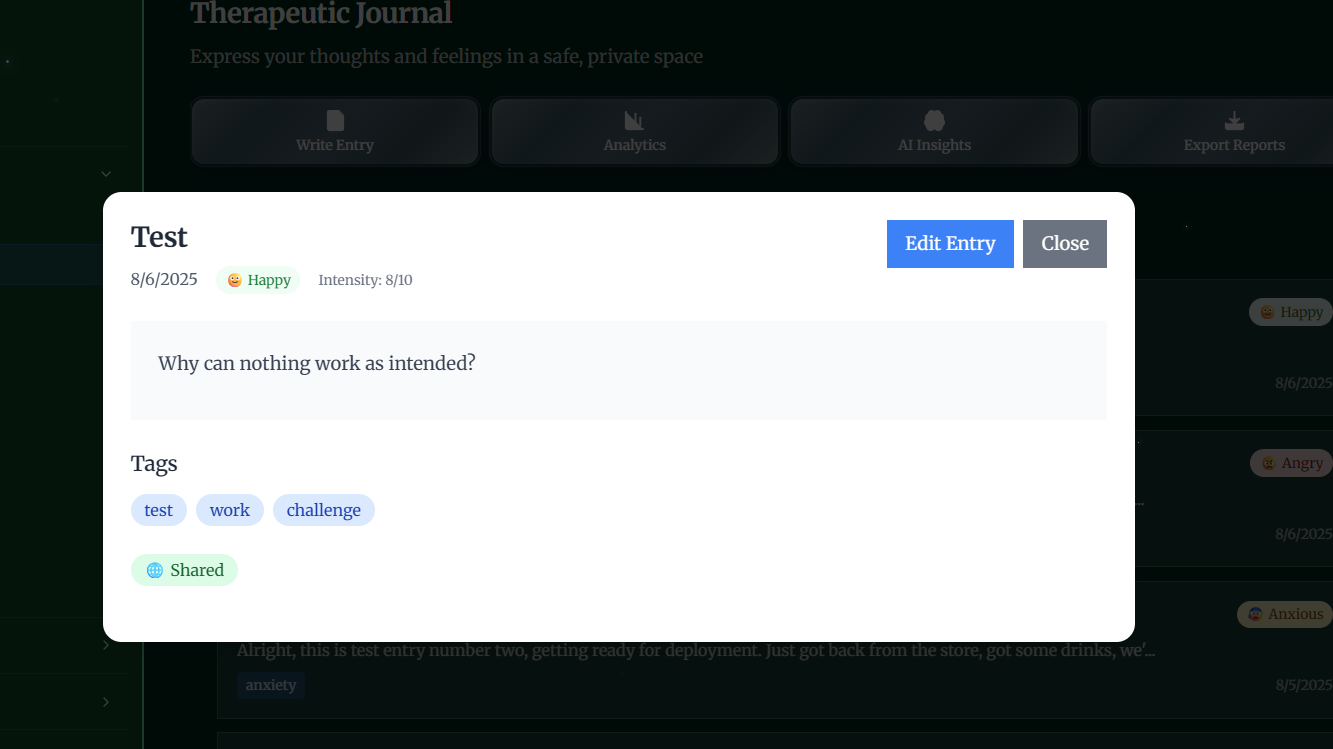 Therapeutic Journal
Express your thoughts and feelings in a safe, private space
Write Entry
Analytics
AI Insights
Export Reports
Test
Edit Entry
Close
8/6/2025
Happy
Intensity: 8/10
Why can nothing work as intended?
Tags
test
work
challenge
Shared
Happy
8/6/2025
Angry
...
8/6/2025
Anxious
Alright, this is test entry number two, getting ready for deployment. Just got back from the store, got some drinks, we'...
anxiety
8/5/2025